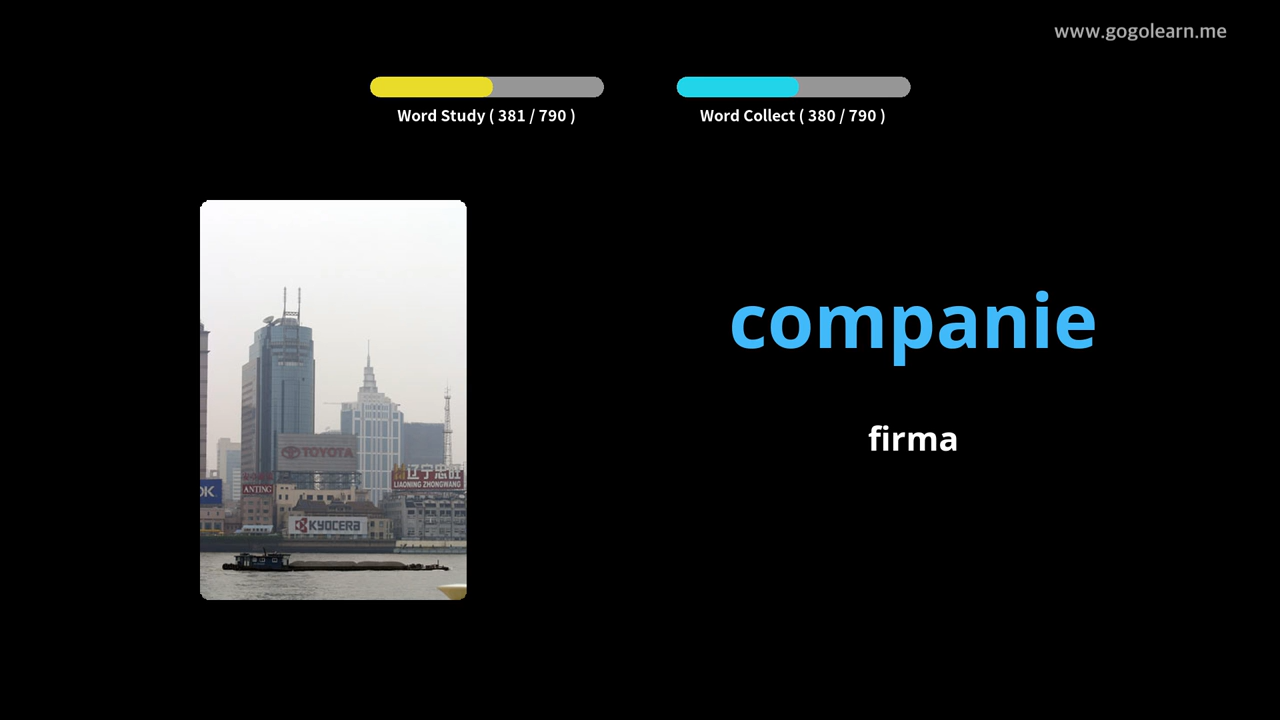 www.gogolearn.me
Word Study ( 381 / 790 )
Word Collect ( 380 / 790 )
companie
firma
TOYOTA
辽宁忠旺
LIAONING ZHONGWANG
OK
ANTING
KYOCERA